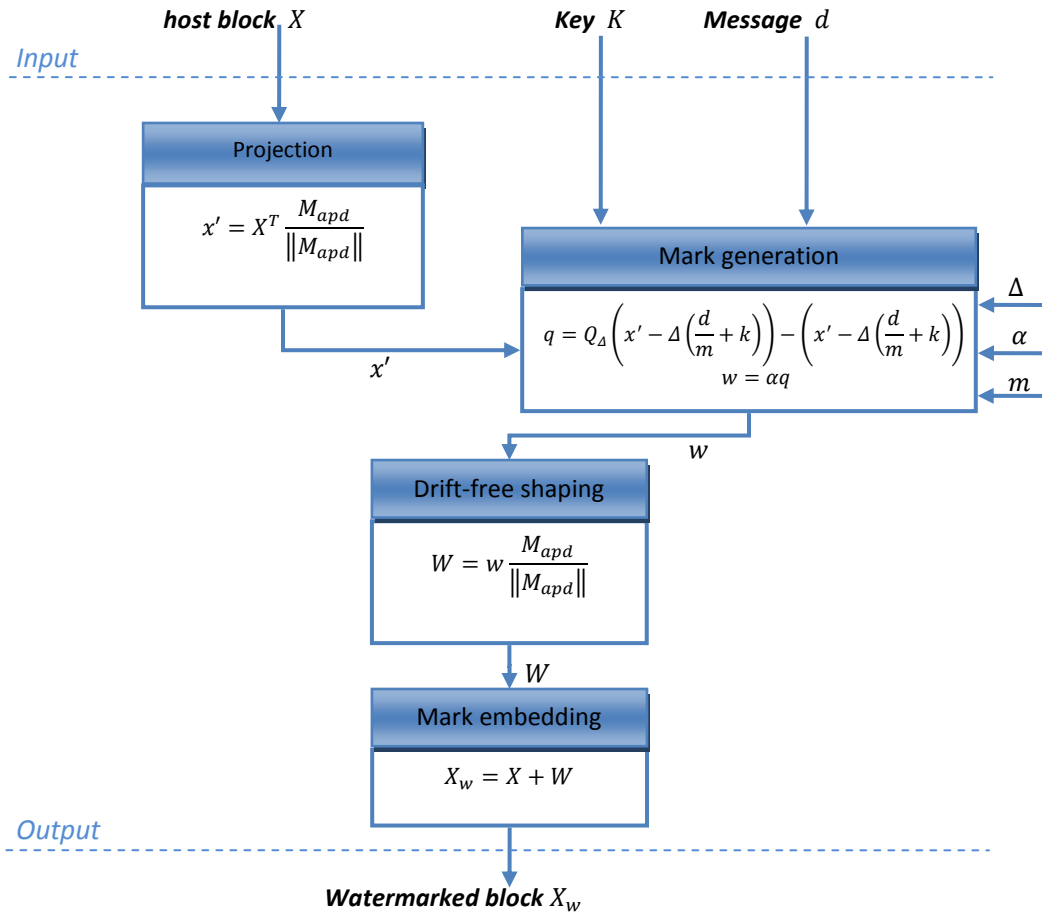 host block X
Key K
Message d
Input
Projection
x′ = X^T M_apd / ‖M_apd‖
Mark generation
q = Q_Δ(x′ − Δ(d/m + k)) − (x′ − Δ(d/m + k))
w = αq
Δ
α
m
x′
w
Drift-free shaping
W = w M_apd / ‖M_apd‖
W
Mark embedding
X_w = X + W
Output
Watermarked block X_w